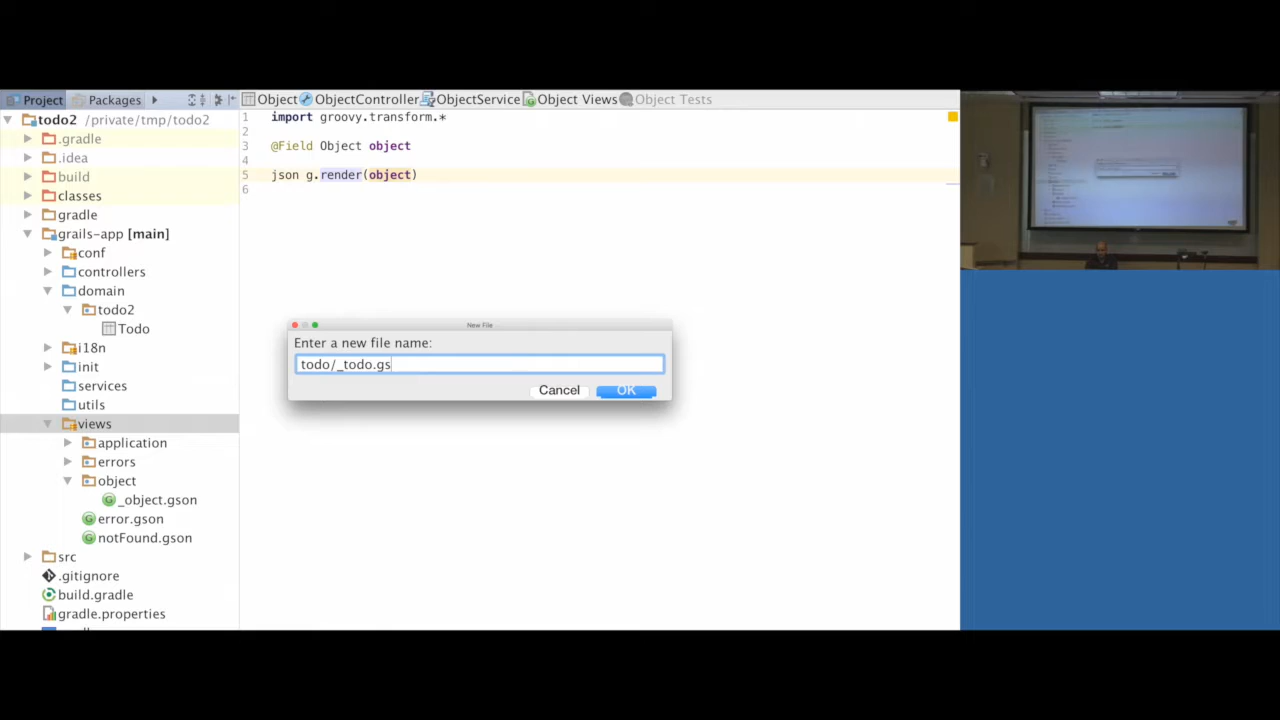 Project Packages Object ObjectController ObjectService Object Views Object Tests
todo2 /private/tmp/todo2
.gradle
.idea
build
classes
gradle
grails-app [main]
conf
controllers
domain
todo2
Todo
i18n
init
services
utils
views
application
errors
object
_object.gson
error.gson
notFound.gson
src
.gitignore
build.gradle
gradle.properties
1 import groovy.transform.*
2
3 @Field Object object
4
5 json g.render(object)
6
New File
Enter a new file name:
todo/_todo.gs
Cancel OK